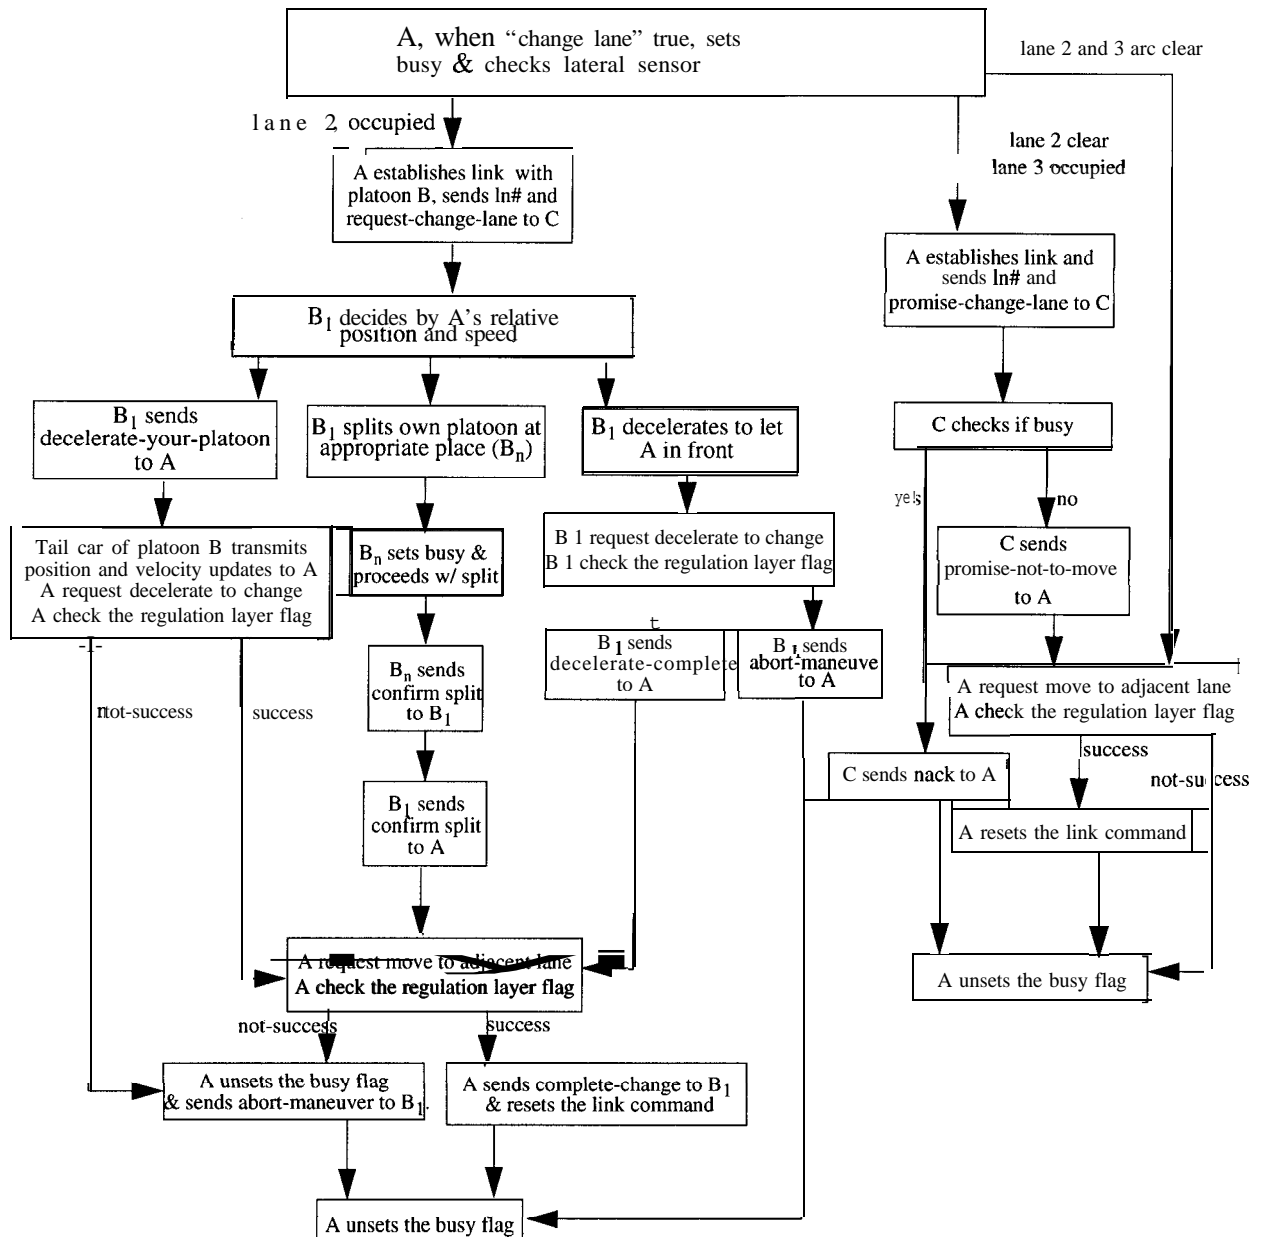 A, when “change lane” true, sets
busy & checks lateral sensor
lane 2 and 3 arc clear
lane 2, occupied
lane 2 clear
lane 3 occupied
A establishes link with
platoon B, sends ln# and
request-change-lane to C
A establishes link and
sends ln# and
promise-change-lane to C
B1 decides by A's relative
position and speed
B1 sends
decelerate-your-platoon
to A
B1 splits own platoon at
appropriate place (Bn)
B1 decelerates to let
A in front
C checks if busy
yes
no
Tail car of platoon B transmits
position and velocity updates to A
A request decelerate to change
A check the regulation layer flag
Bn sets busy &
proceeds w/ split
B 1 request decelerate to change
B 1 check the regulation layer flag
C sends
promise-not-to-move
to A
Bn sends
confirm split
to B1
B1 sends
decelerate-complete
to A
B1 sends
abort-maneuve
to A
A request move to adjacent lane
A check the regulation layer flag
not-success
success
success
not-success
C sends nack to A
B1 sends
confirm split
to A
A resets the link command
A request move to adjacent lane
A check the regulation layer flag
A unsets the busy flag
not-success
success
A unsets the busy flag
& sends abort-maneuver to B1.
A sends complete-change to B1
& resets the link command
A unsets the busy flag